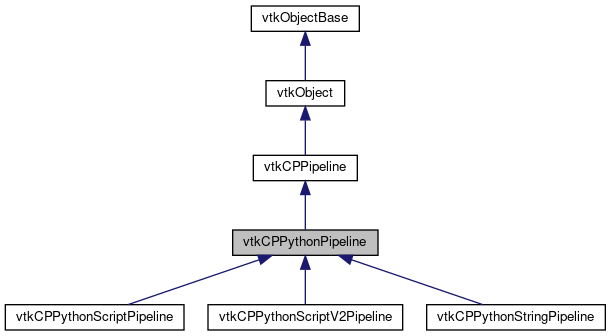 vtkObjectBase
vtkObject
vtkCPPipeline
vtkCPPythonPipeline
vtkCPPythonScriptPipeline
vtkCPPythonScriptV2Pipeline
vtkCPPythonStringPipeline